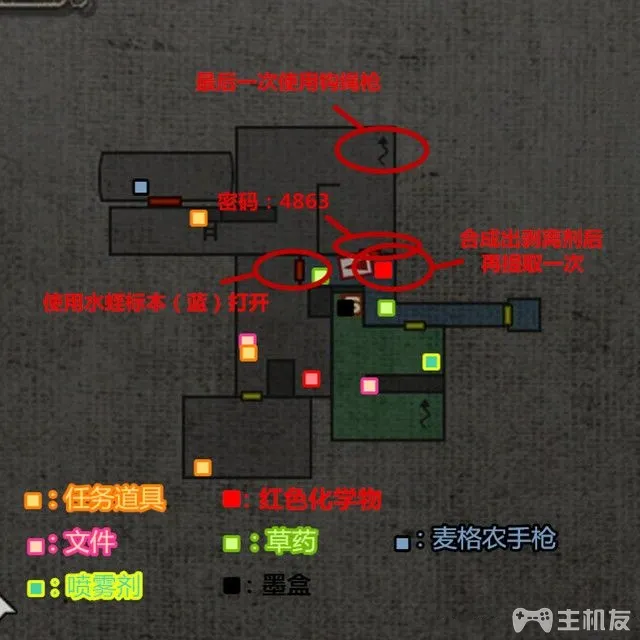 最后一次使用钩绳枪
密码：4863
合成出剥离剂后
再提取一次
使用水蛭标本（蓝）打开
：任务道具
：红色化学物
：文件
：草药
：麦格农手枪
：喷雾剂
：墨盒
主机友